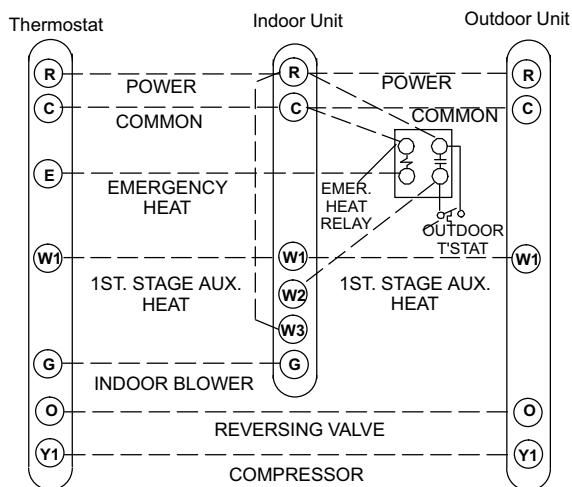 Thermostat
Indoor Unit
Outdoor Unit
R
R
R
POWER
POWER
C
C
C
COMMON
COMMON
E
EMERGENCY
HEAT
EMER.
HEAT
RELAY
OUTDOOR
T'STAT
W1
W1
W1
1ST. STAGE AUX.
HEAT
1ST. STAGE AUX.
HEAT
W2
W3
G
G
INDOOR BLOWER
O
O
REVERSING VALVE
Y1
Y1
COMPRESSOR